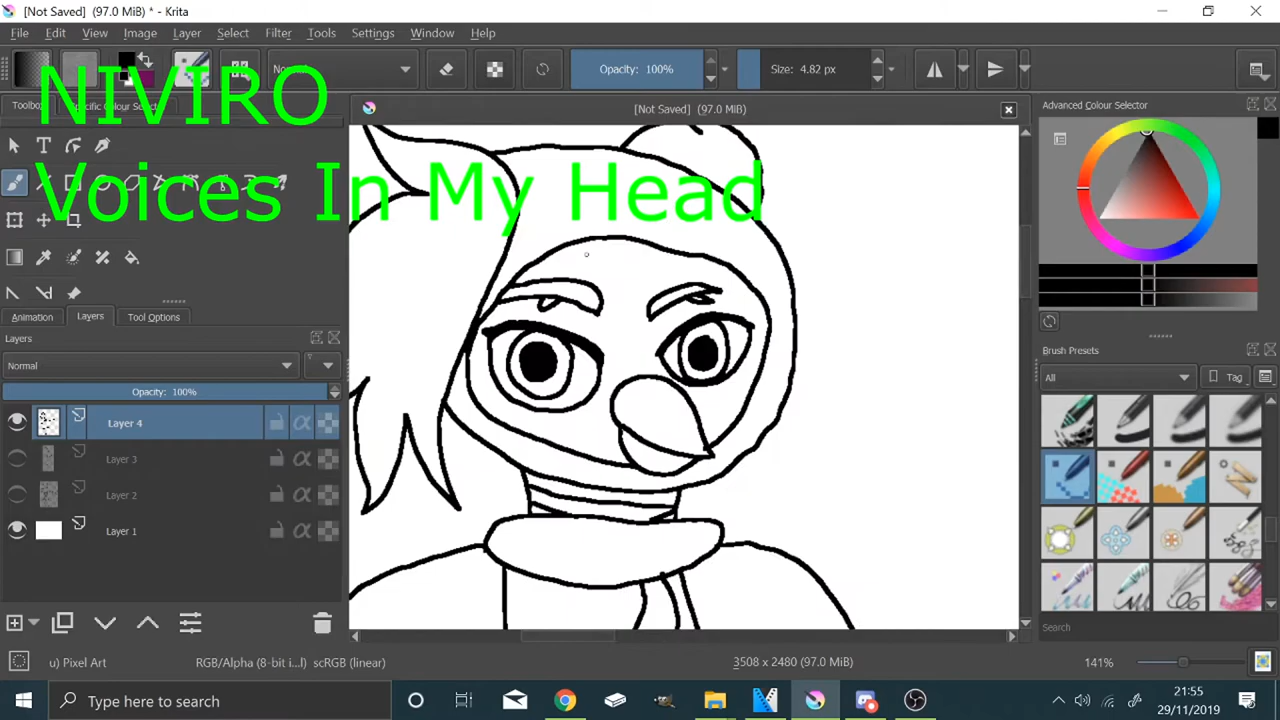 [Not Saved] (97.0 MiB) * - Krita
File Edit View Image Layer Select Filter Tools Settings Window Help
NIVIRO
Voices In My Head
Opacity: 100%
Size: 4.82 px
Toolbox
[Not Saved] (97.0 MiB)
Advanced Colour Selector
Animation Layers Tool Options
Layers
Normal
Opacity: 100%
Layer 4
Layer 3
Layer 2
Layer 1
Brush Presets
All
Tag
Search
u) Pixel Art
RGB/Alpha (8-bit i...l) scRGB (linear)
3508 x 2480 (97.0 MiB)
141%
Type here to search
21:55
29/11/2019